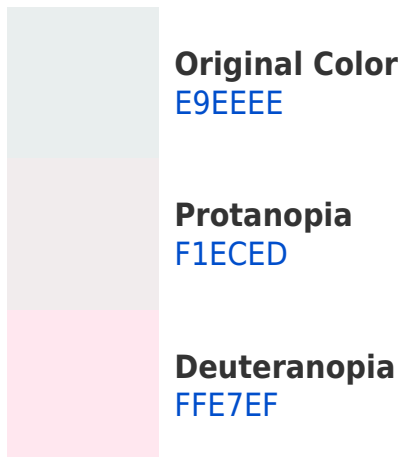 Original Color
E9EEEE
Protanopia
F1ECED
Deuteranopia
FFE7EF